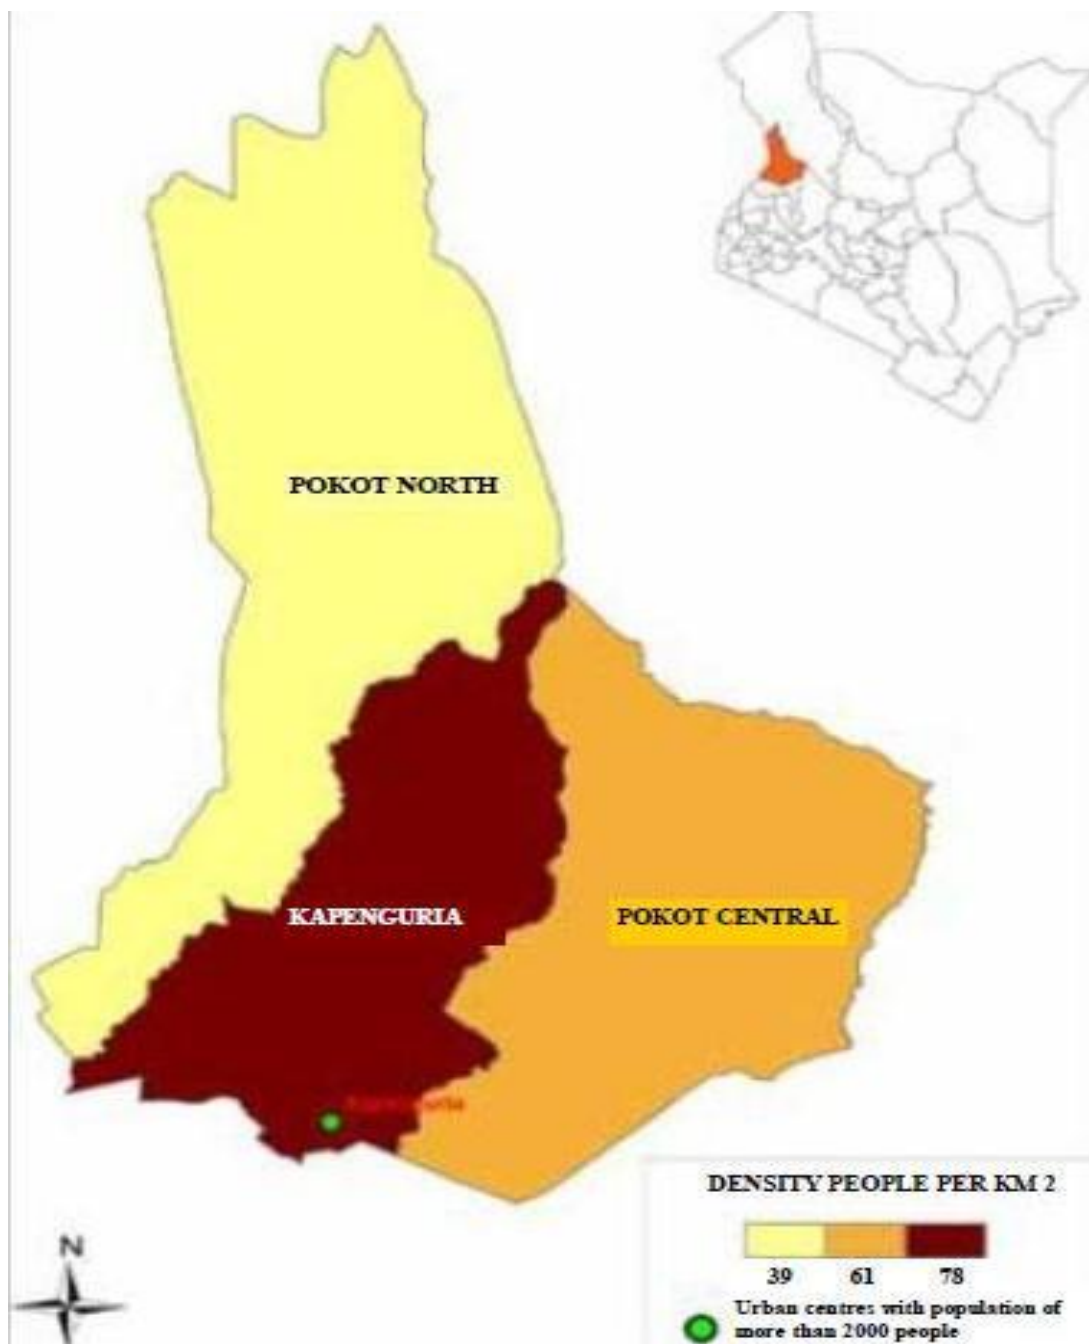 POKOT NORTH
KAPENGURIA
POKOT CENTRAL
DENSITY PEOPLE PER KM 2
39 61 78
Urban centres with population of
more than 2000 people
N